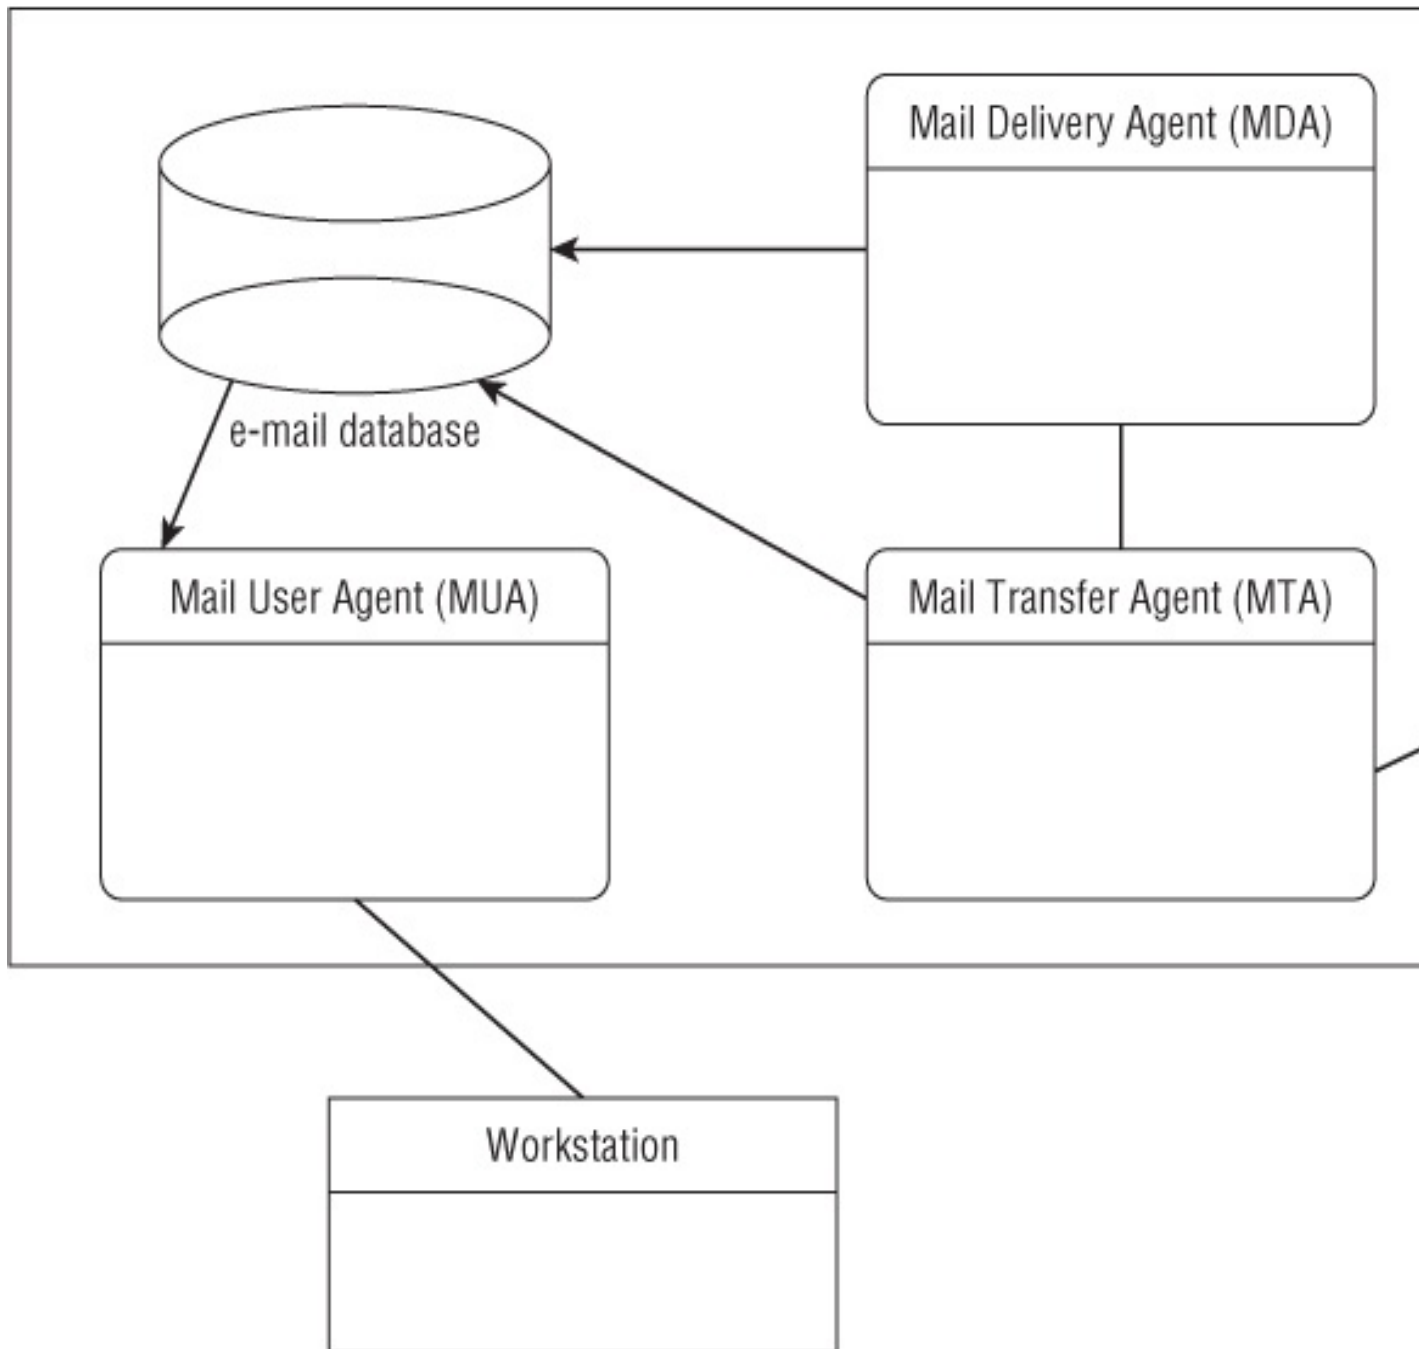 Mail Delivery Agent (MDA)
e-mail database
Mail User Agent (MUA)
Mail Transfer Agent (MTA)
Workstation